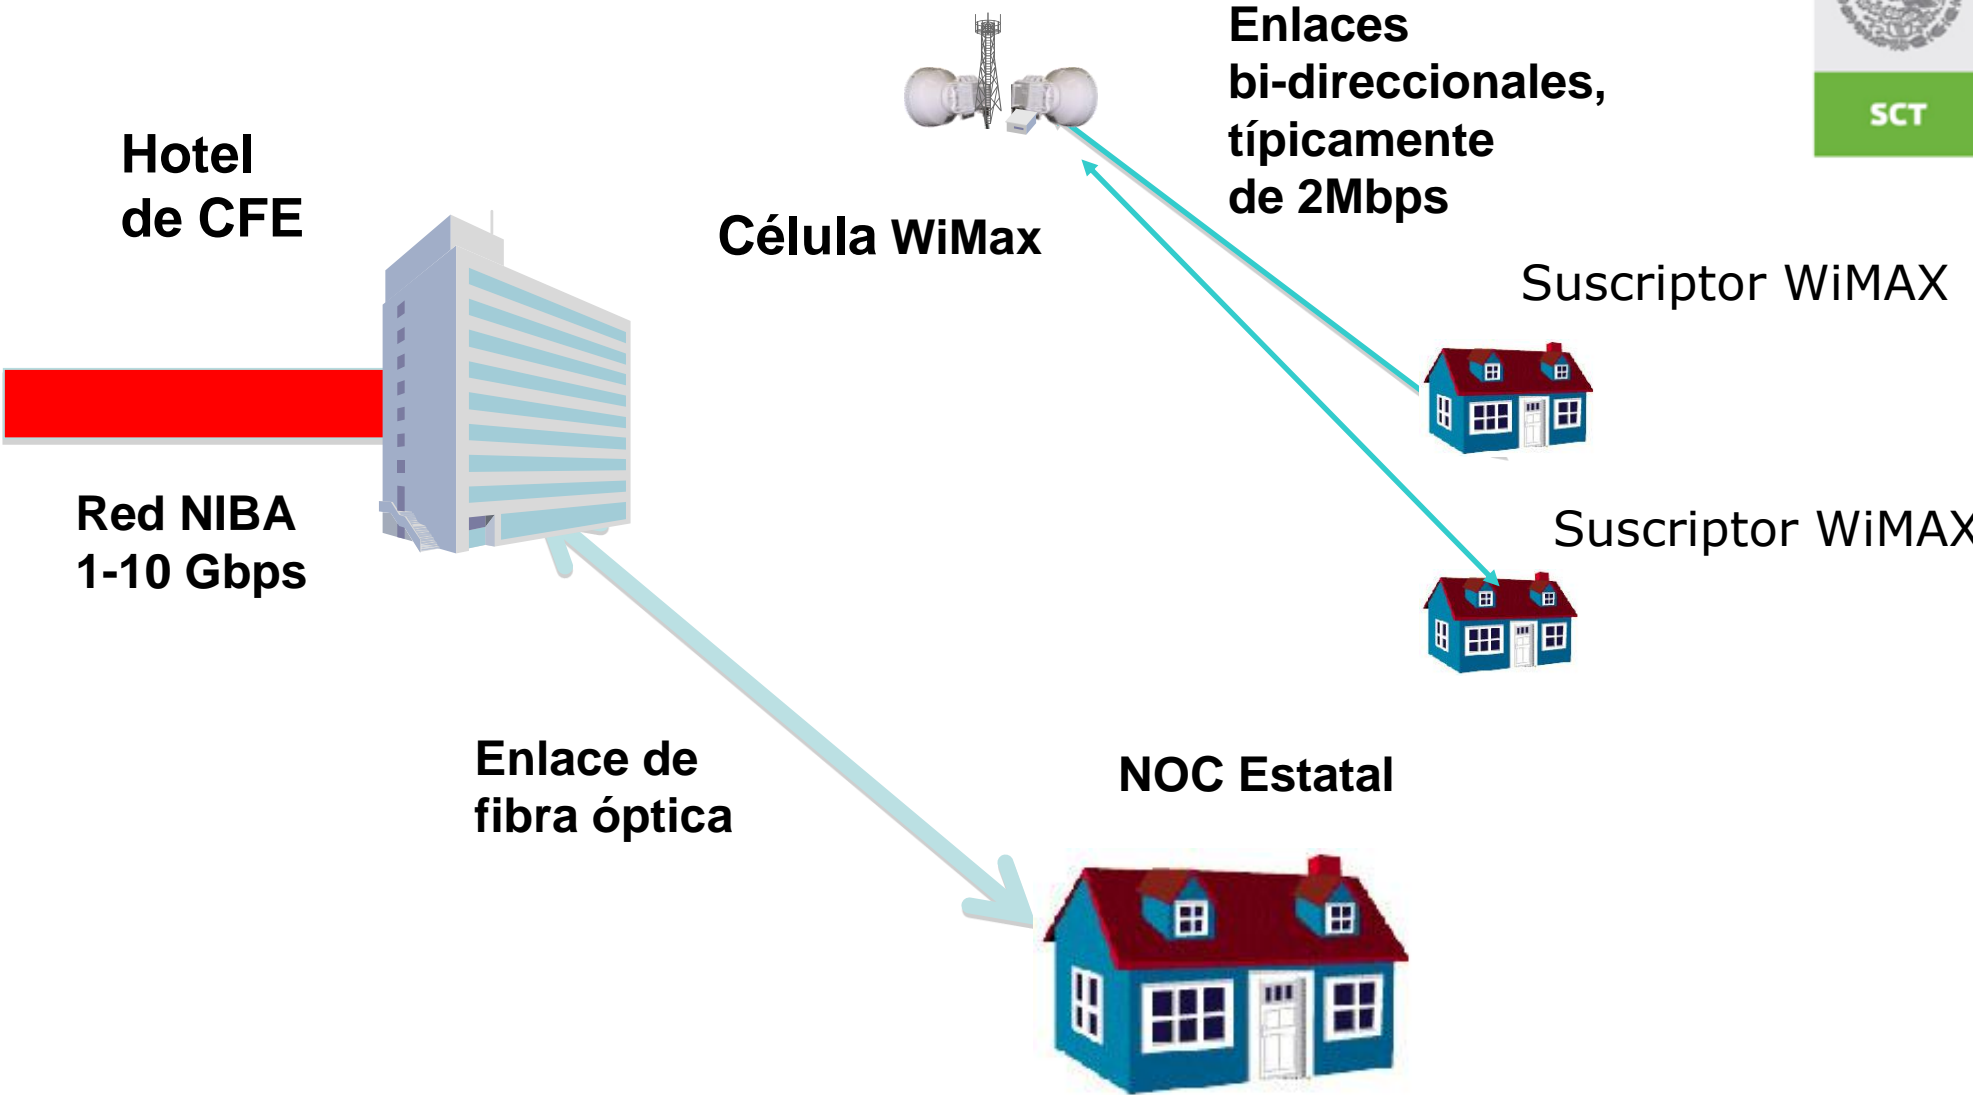 Enlaces
bi-direccionales,
típicamente
de 2Mbps
SCT
Hotel
de CFE
Célula WiMax
Suscriptor WiMAX
Red NIBA
1-10 Gbps
Suscriptor WiMAX
Enlace de
fibra óptica
NOC Estatal